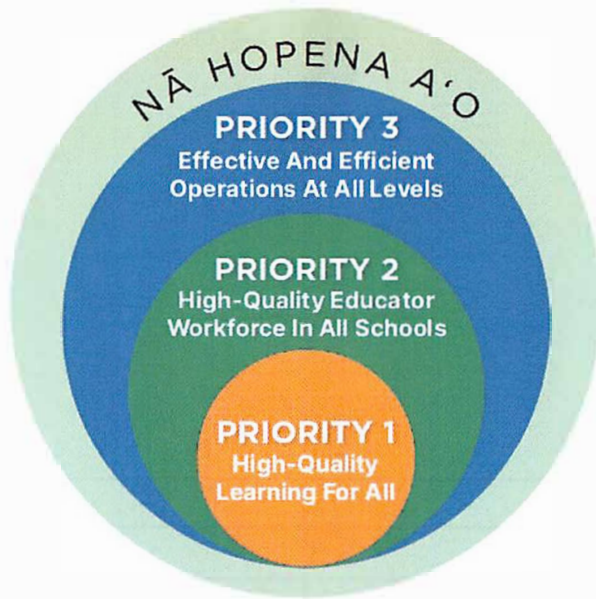 NĀ HOPENA A‘O
PRIORITY 3
Effective And Efficient
Operations At All Levels
PRIORITY 2
High-Quality Educator
Workforce In All Schools
PRIORITY 1
High-Quality
Learning For All